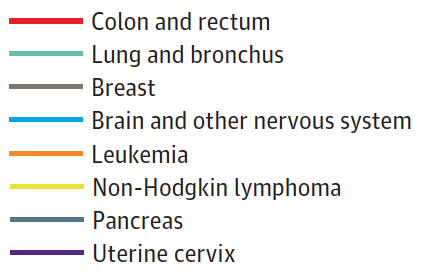 Colon and rectum
Lung and bronchus
Breast
Brain and other nervous system
Leukemia
Non-Hodgkin lymphoma
Pancreas
Uterine cervix